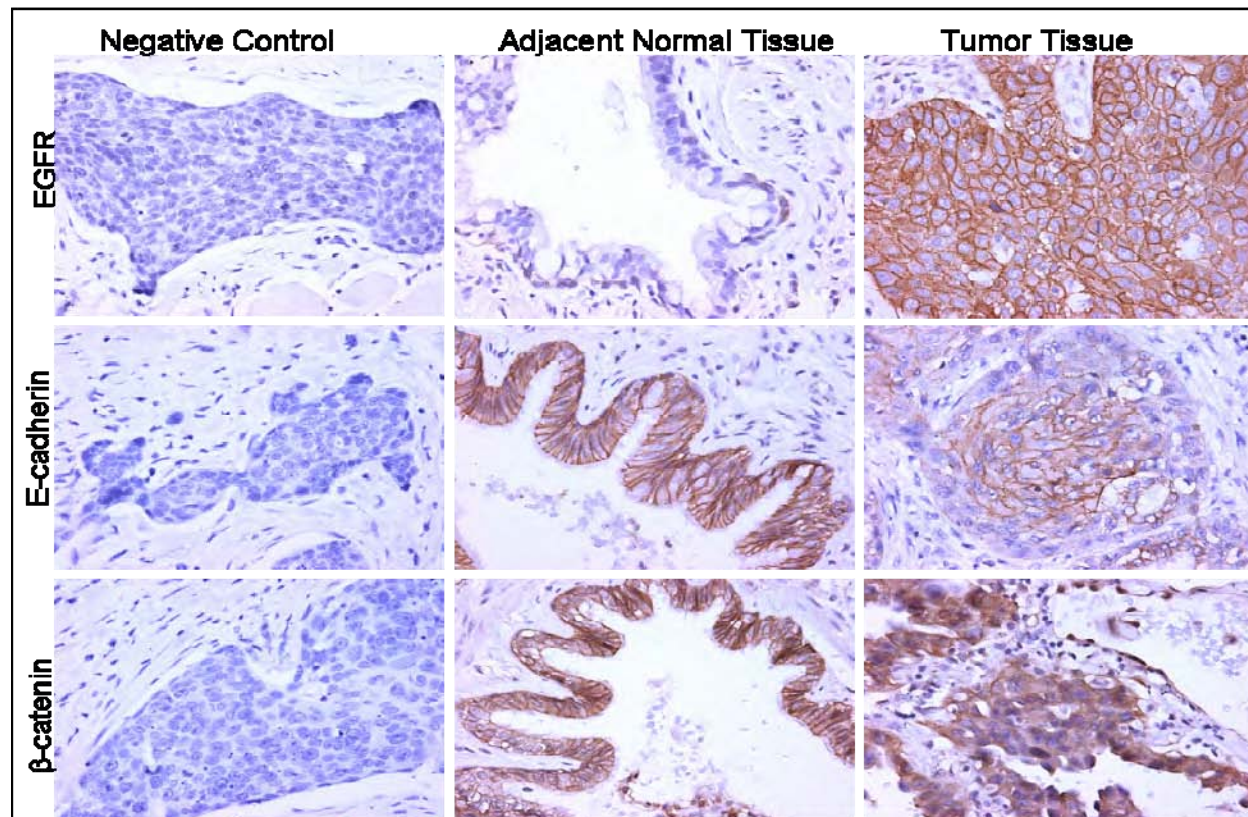 Negative Control Adjacent Normal Tissue Tumor Tissue
EGFR
E-cadherin
β-catenin